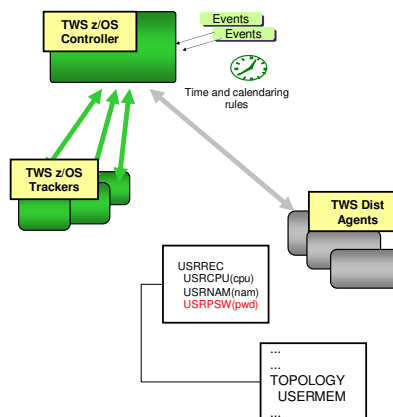 TWS z/OS
Controller
Events
Events
Time and calendaring
rules
TWS z/OS
Trackers
TWS Dist
Agents
USRREC
USRCPU(cpu)
USRNAM(nam)
USRPSW(pwd)
...
...
TOPOLOGY
USERMEM
...